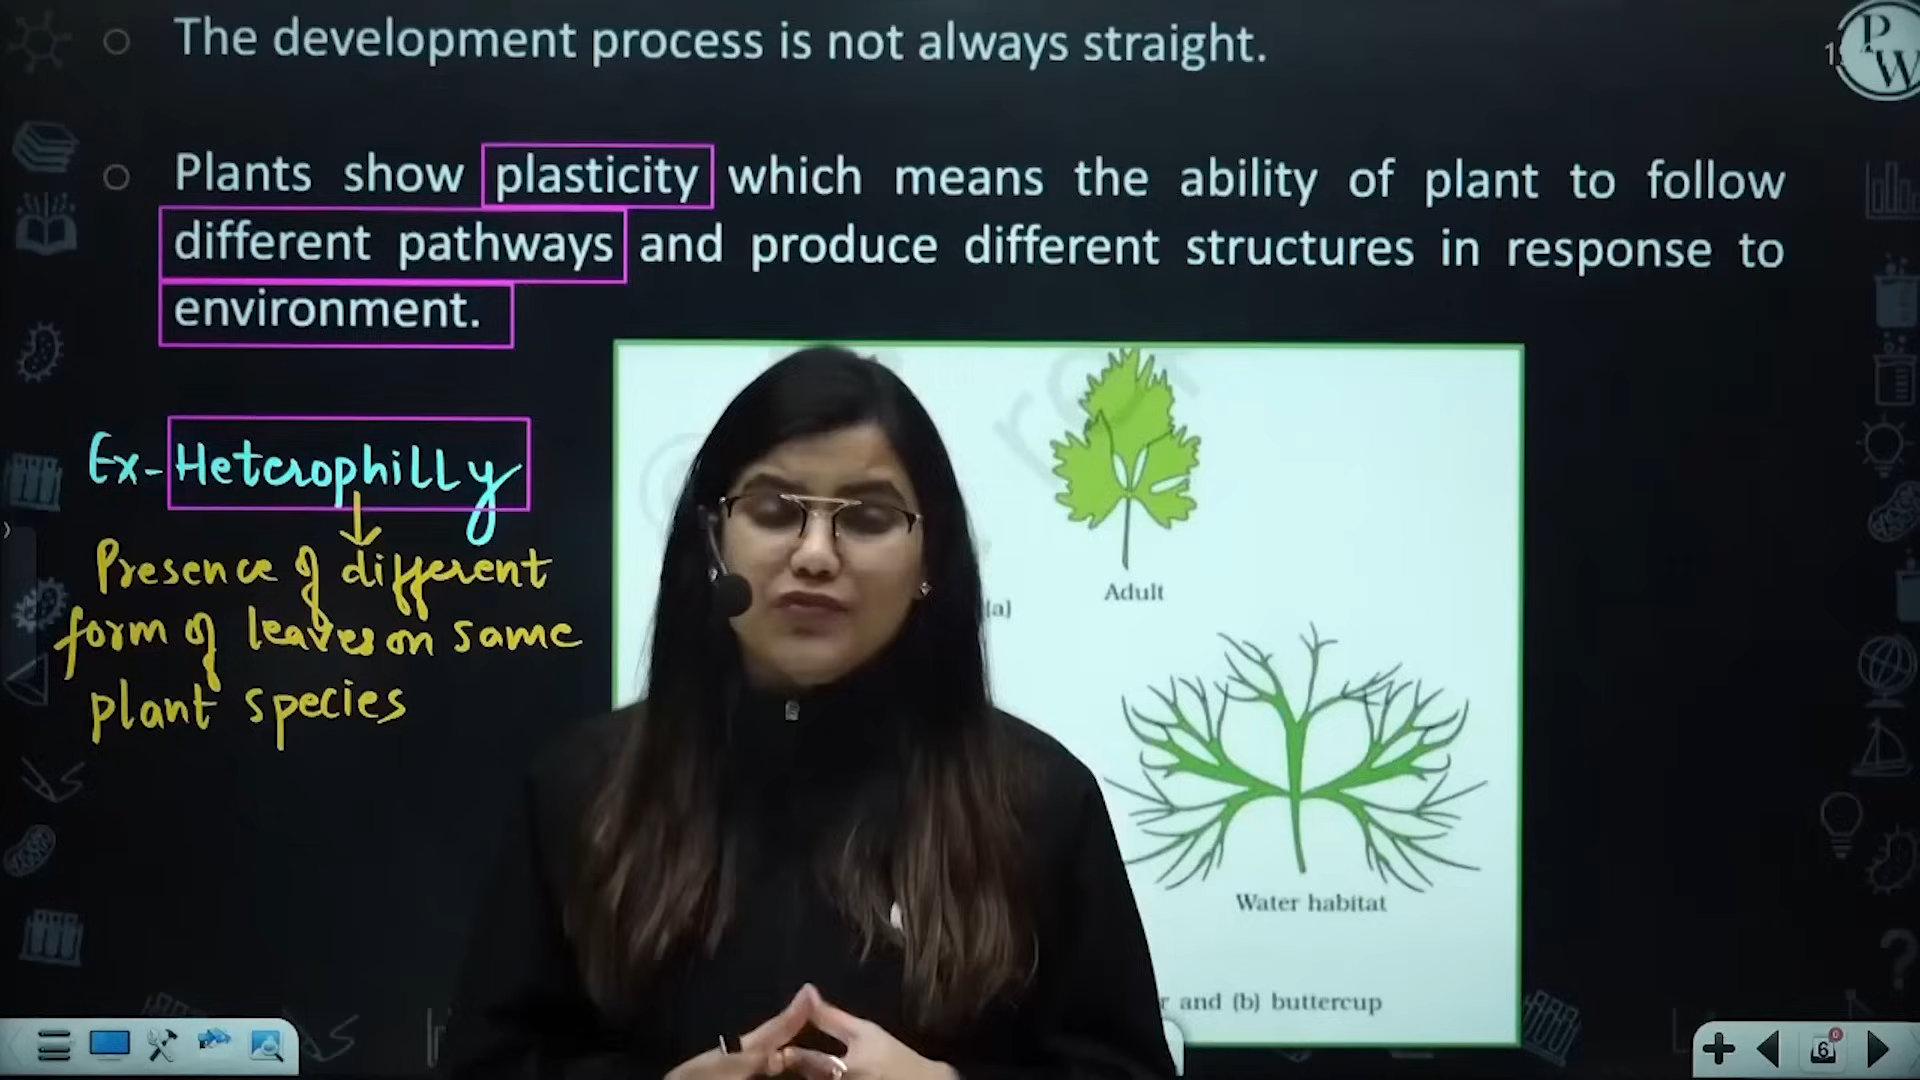 The development process is not always straight.
Plants show plasticity which means the ability of plant to follow
different pathways and produce different structures in response to
environment.
Ex- Heterophilly
Presence of different
form of leaves on same
plant species
(a)
Adult
Water habitat
and (b) buttercup
PW
6